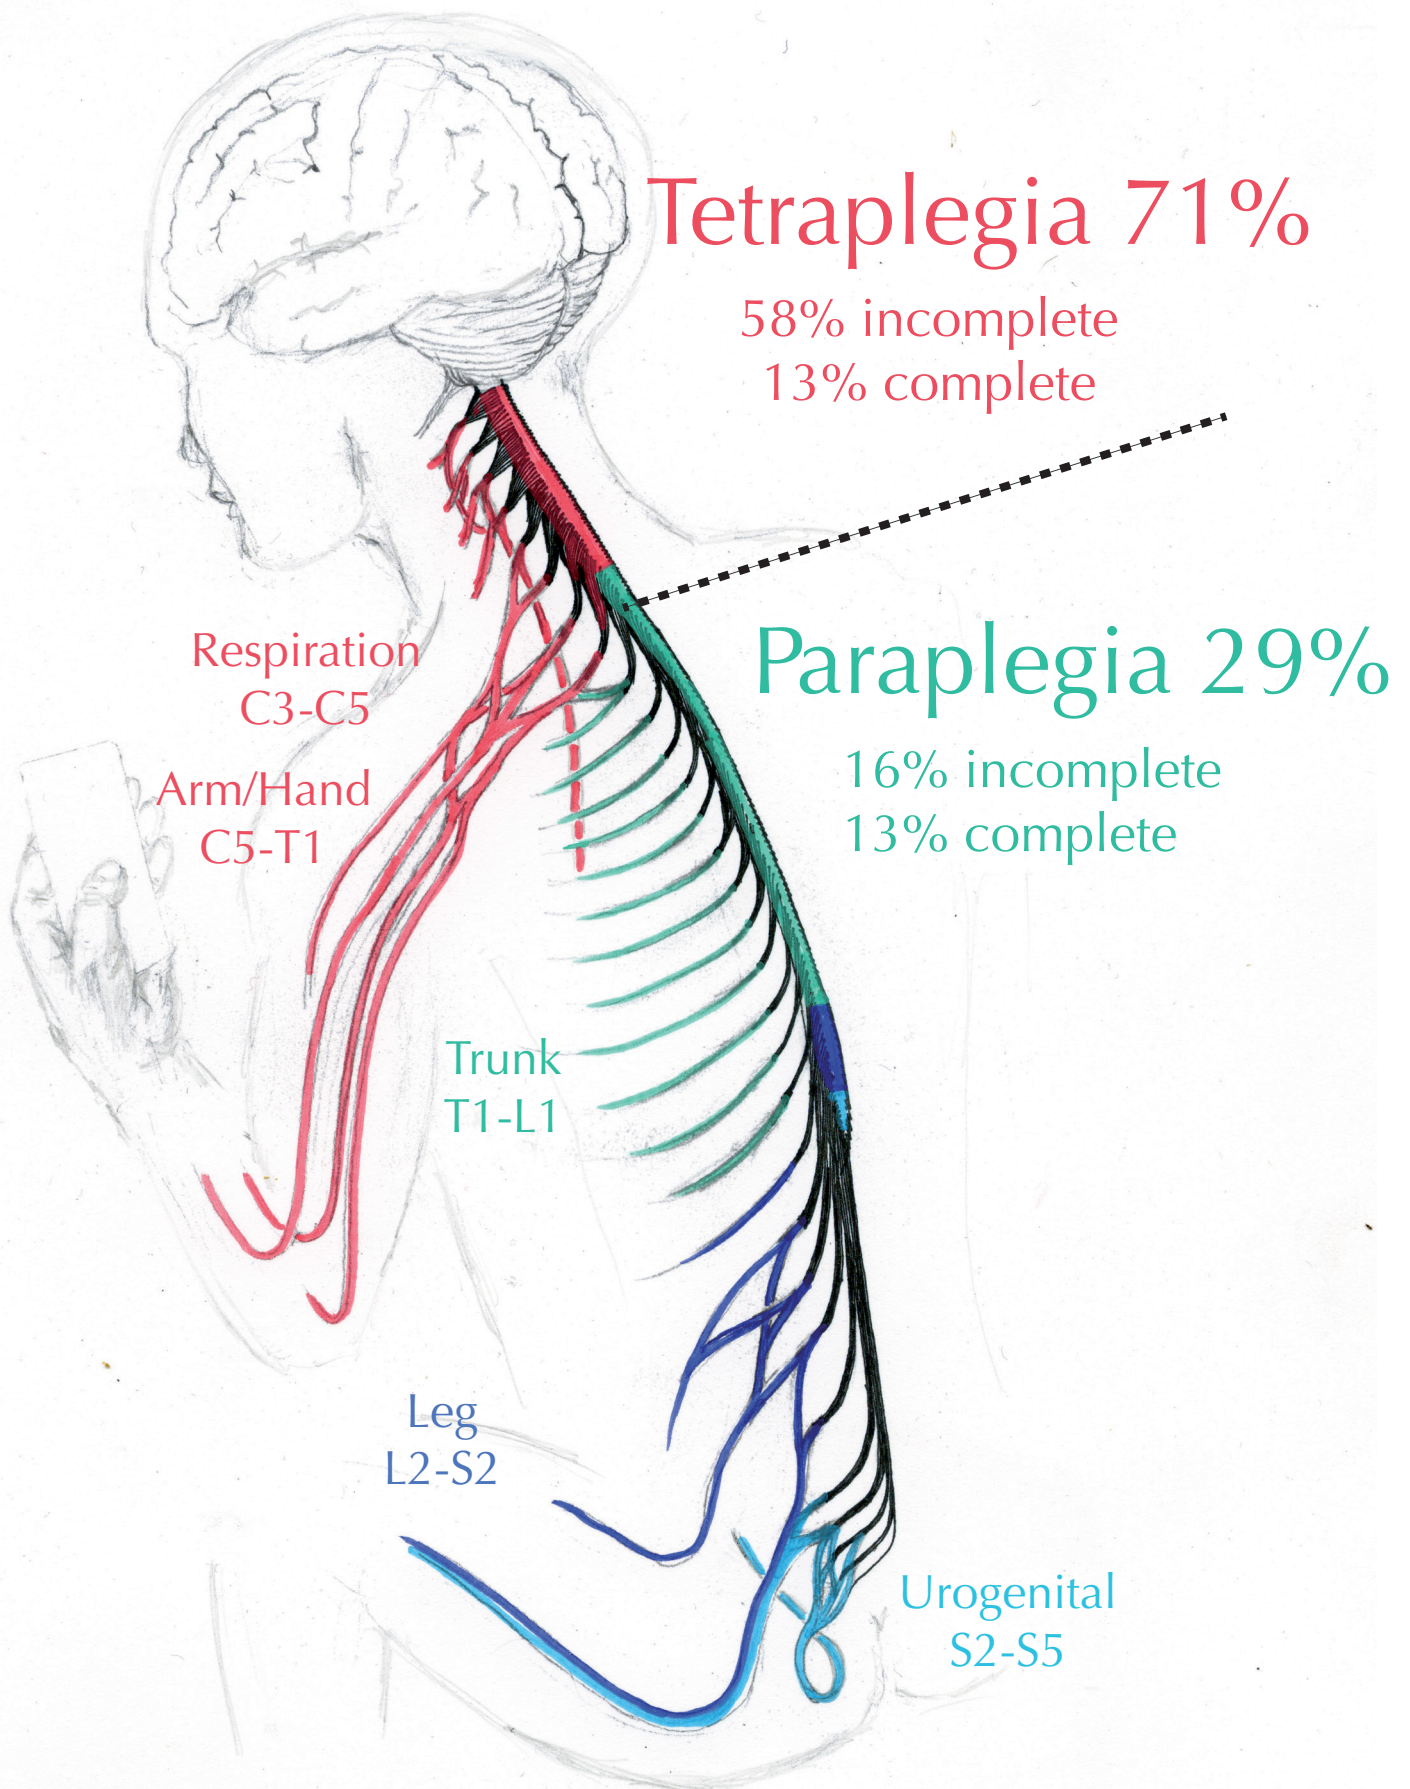 Tetraplegia 71%
58% incomplete
13% complete
Respiration
C3-C5
Paraplegia 29%
16% incomplete
13% complete
Arm/Hand
C5-T1
Trunk
T1-L1
Leg
L2-S2
Urogenital
S2-S5